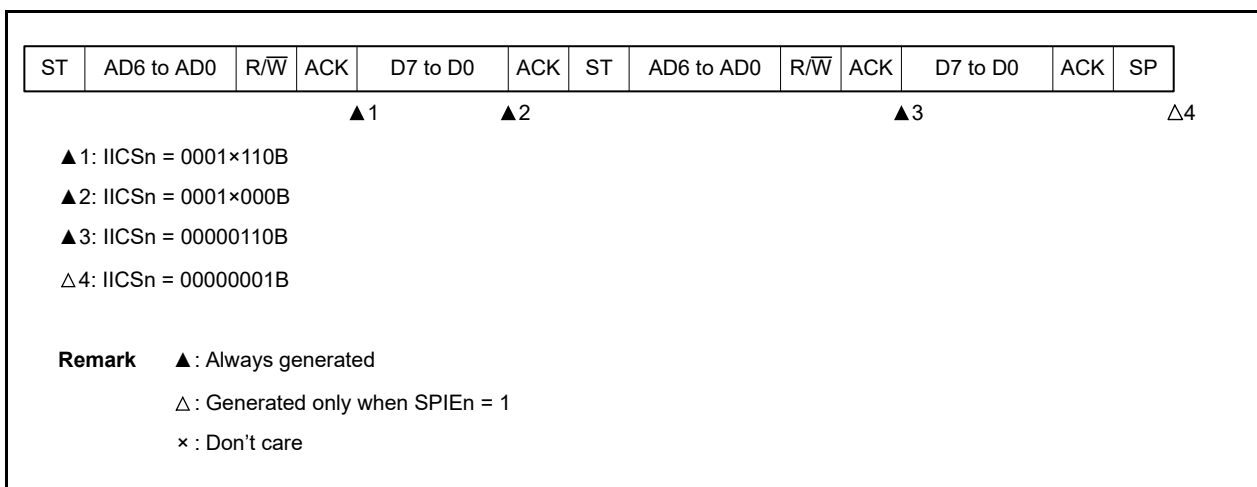 ST AD6 to AD0 R/W̅ ACK D7 to D0 ACK ST AD6 to AD0 R/W̅ ACK D7 to D0 ACK SP
▲1 ▲2 ▲3 △4
▲1: IICSn = 0001×110B
▲2: IICSn = 0001×000B
▲3: IICSn = 00000110B
△4: IICSn = 00000001B
Remark ▲: Always generated
△: Generated only when SPIEn = 1
×: Don't care